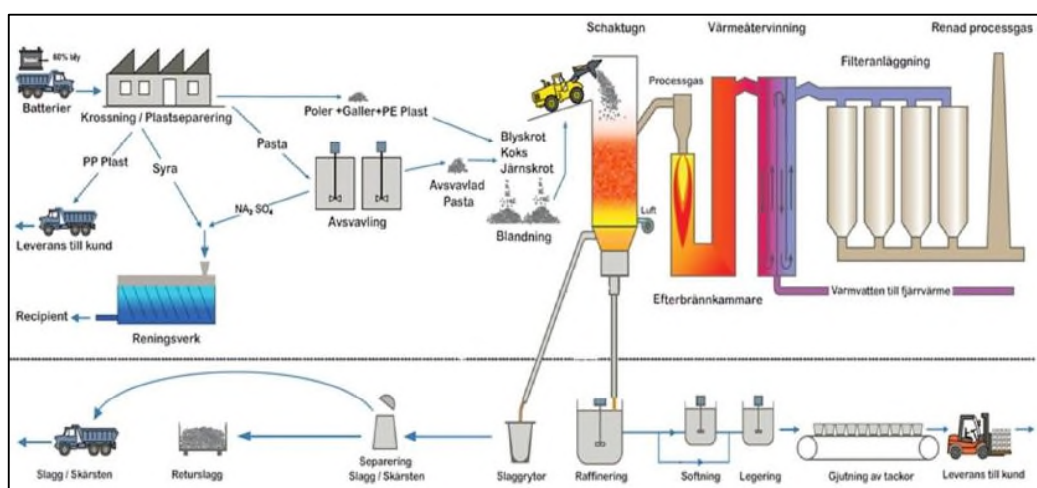 Schaktugn
Värmeåtervinning
Renad processgas
60% bly
Batterier
Krossning / Plastseparering
Poler +Galler+PE Plast
Processgas
Filteranläggning
PP Plast
Syra
Pasta
Blyskrot
Koks
Järnskrot
Avsvavlad
Pasta
NA₂ SO₄
Avsvavling
Blandning
Luft
Leverans till kund
Efterbrännkammare
Varmvatten till fjärrvärme
Recipient
Reningsverk
Slagg / Skärsten
Returslagg
Separering
Slagg / Skärsten
Slaggrytor
Raffinering
Softning
Legering
Gjutning av tackor
Leverans till kund